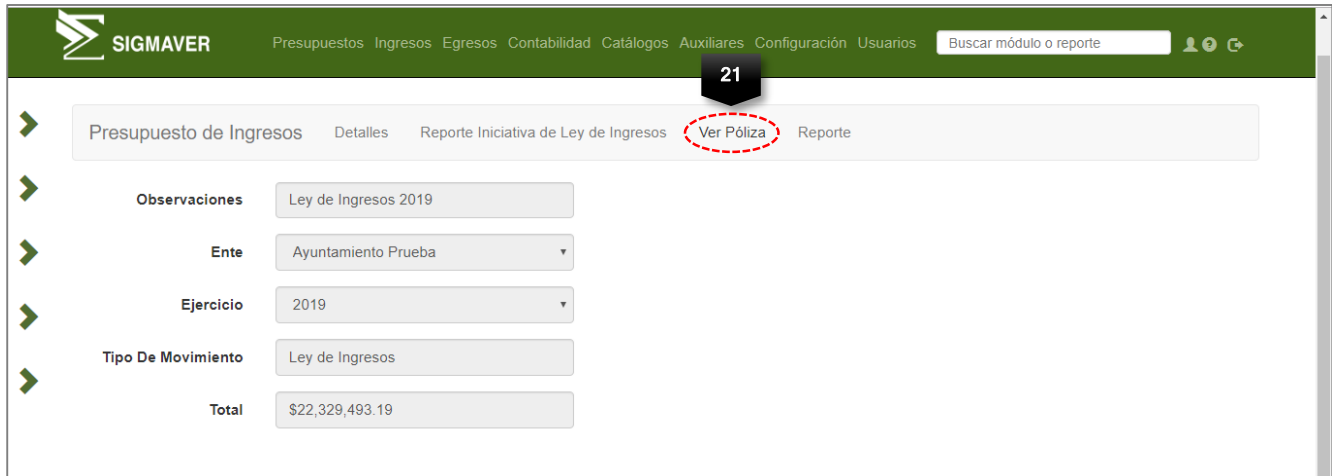 SIGMAVER Presupuestos Ingresos Egresos Contabilidad Catálogos Auxiliares Configuración Usuarios Buscar módulo o reporte
21
Presupuesto de Ingresos Detalles Reporte Iniciativa de Ley de Ingresos Ver Póliza Reporte
Observaciones Ley de Ingresos 2019
Ente Ayuntamiento Prueba
Ejercicio 2019
Tipo De Movimiento Ley de Ingresos
Total $22,329,493.19